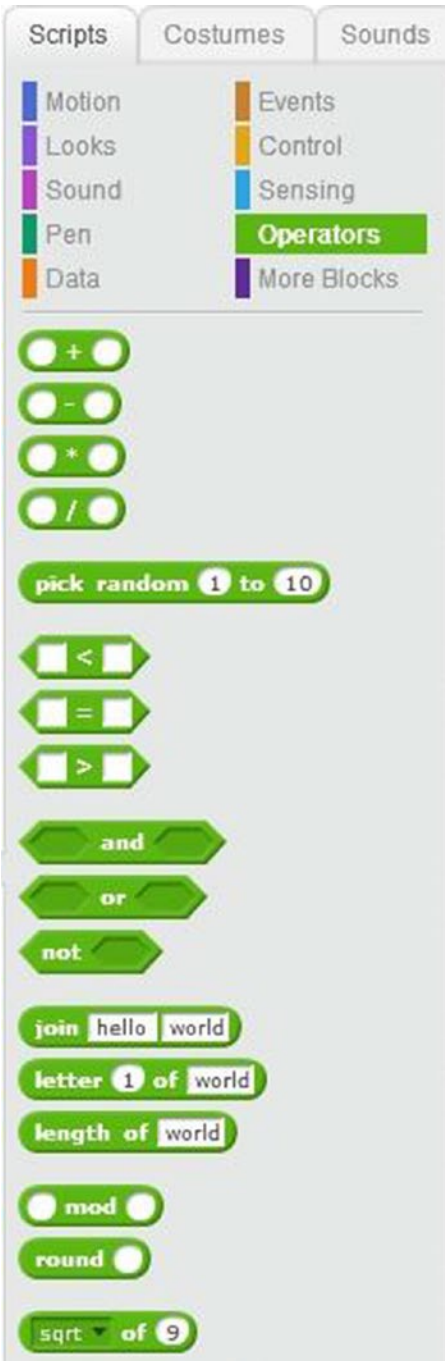 Scripts Costumes Sounds
Motion Events
Looks Control
Sound Sensing
Pen Operators
Data More Blocks
+
-
*
/
pick random 1 to 10
<
=
>
and
or
not
join hello world
letter 1 of world
length of world
mod
round
sqrt of 9